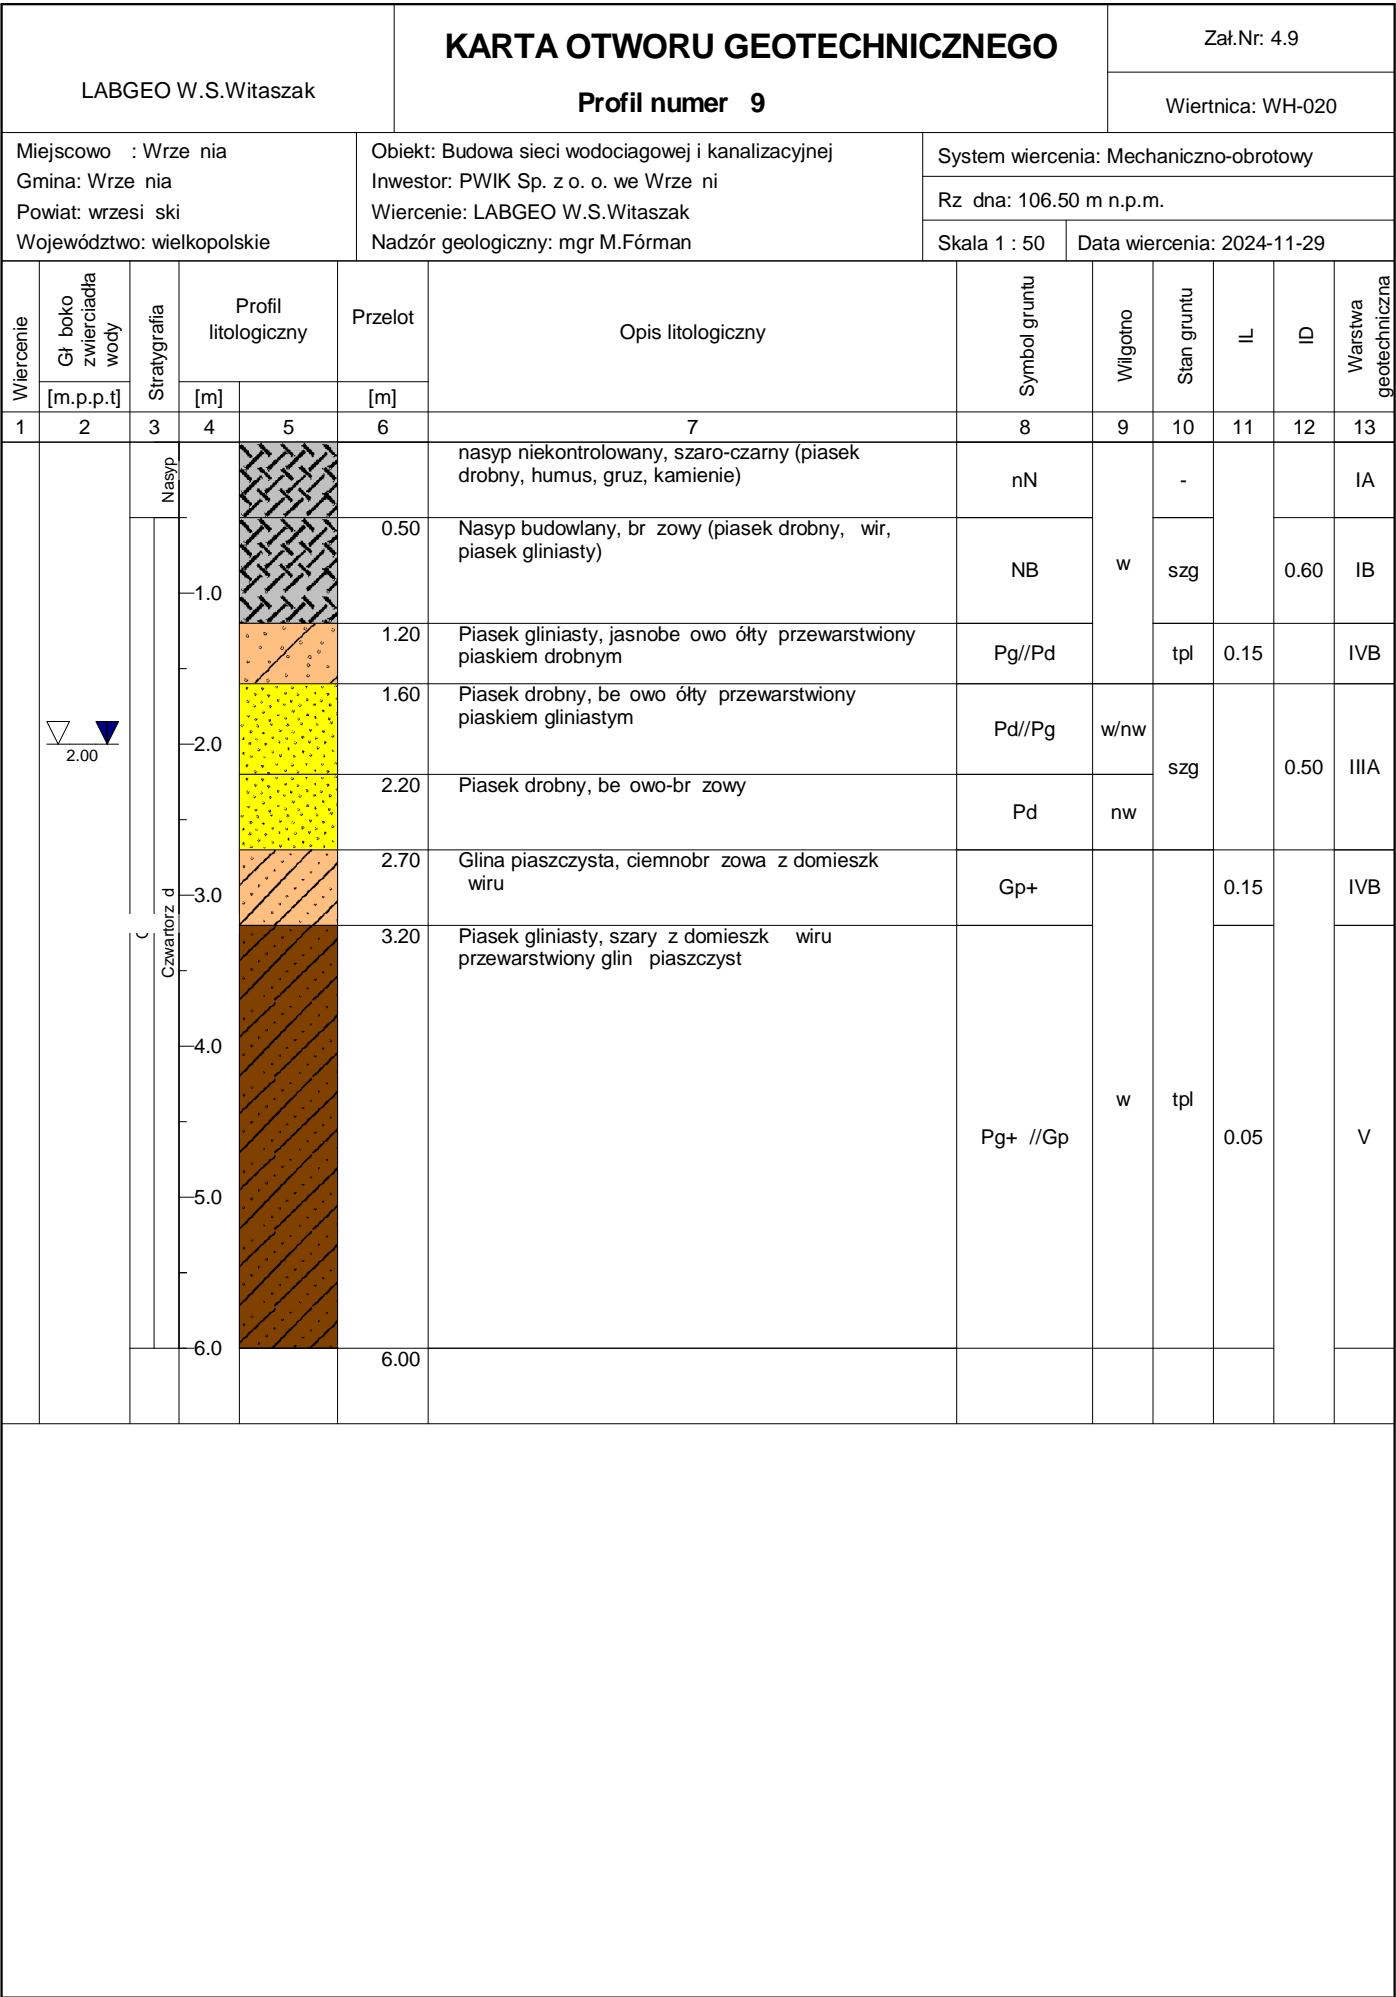 LABGEO W.S.Witaszak
KARTA OTWORU GEOTECHNICZNEGO
Profil numer 9
Zał.Nr: 4.9
Wiertnica: WH-020
Miejscowo : Wrze nia
Gmina: Wrze nia
Powiat: wrzesi ski
Województwo: wielkopolskie
Obiekt: Budowa sieci wodociagowej i kanalizacyjnej
Inwestor: PWIK Sp. z o. o. we Wrze ni
Wiercenie: LABGEO W.S.Witaszak
Nadzór geologiczny: mgr M.Fórman
System wiercenia: Mechaniczno-obrotowy
Rz dna: 106.50 m n.p.m.
Skala 1 : 50 Data wiercenia: 2024-11-29
Wiercenie
Gł boko
zwierciadła
wody
[m.p.p.t]
Stratygrafia
Profil
litologiczny
[m]
Przelot
[m]
Opis litologiczny
Symbol gruntu
Wilgotno
Stan gruntu
IL
ID
Warstwa
geotechniczna
1 2 3 4 5 6 7 8 9 10 11 12 13
Nasyp
nasyp niekontrolowany, szaro-czarny (piasek
drobny, humus, gruz, kamienie)
nN - IA
0.50 Nasyp budowlany, br zowy (piasek drobny, wir,
piasek gliniasty)
NB w szg 0.60 IB
1.0
1.20 Piasek gliniasty, jasnobe owo ółty przewarstwiony
piaskiem drobnym
Pg//Pd tpl 0.15 IVB
1.60 Piasek drobny, be owo ółty przewarstwiony
piaskiem gliniastym
Pd//Pg w/nw
2.00
2.0
szg 0.50 IIIA
2.20 Piasek drobny, be owo-br zowy
Pd nw
2.70 Glina piaszczysta, ciemnobr zowa z domieszk
wiru
Gp+ 0.15 IVB
3.0
Czwartorz d
3.20 Piasek gliniasty, szary z domieszk wiru
przewarstwiony glin piaszczyst
4.0
w tpl
Pg+ //Gp 0.05 V
5.0
6.0
6.00